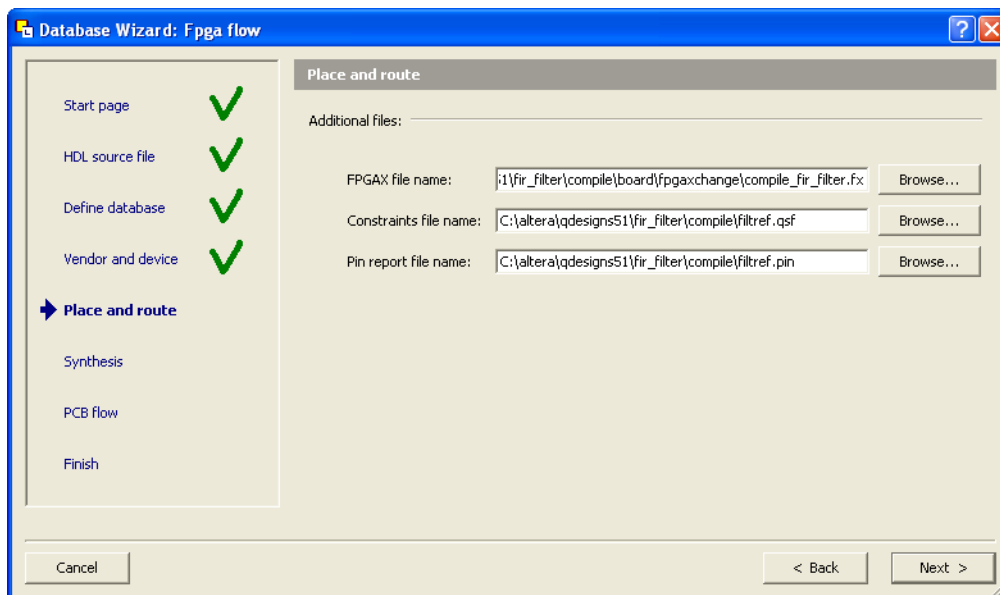 Database Wizard: Fpga flow
Start page
HDL source file
Define database
Vendor and device
Place and route
Synthesis
PCB flow
Finish
Place and route
Additional files:
FPGAX file name: i1\fir_filter\compile\board\fpgaxchange\compile_fir_filter.fx Browse...
Constraints file name: C:\altera\qdesigns51\fir_filter\compile\filtref.qsf Browse...
Pin report file name: C:\altera\qdesigns51\fir_filter\compile\filtref.pin Browse...
Cancel
< Back
Next >